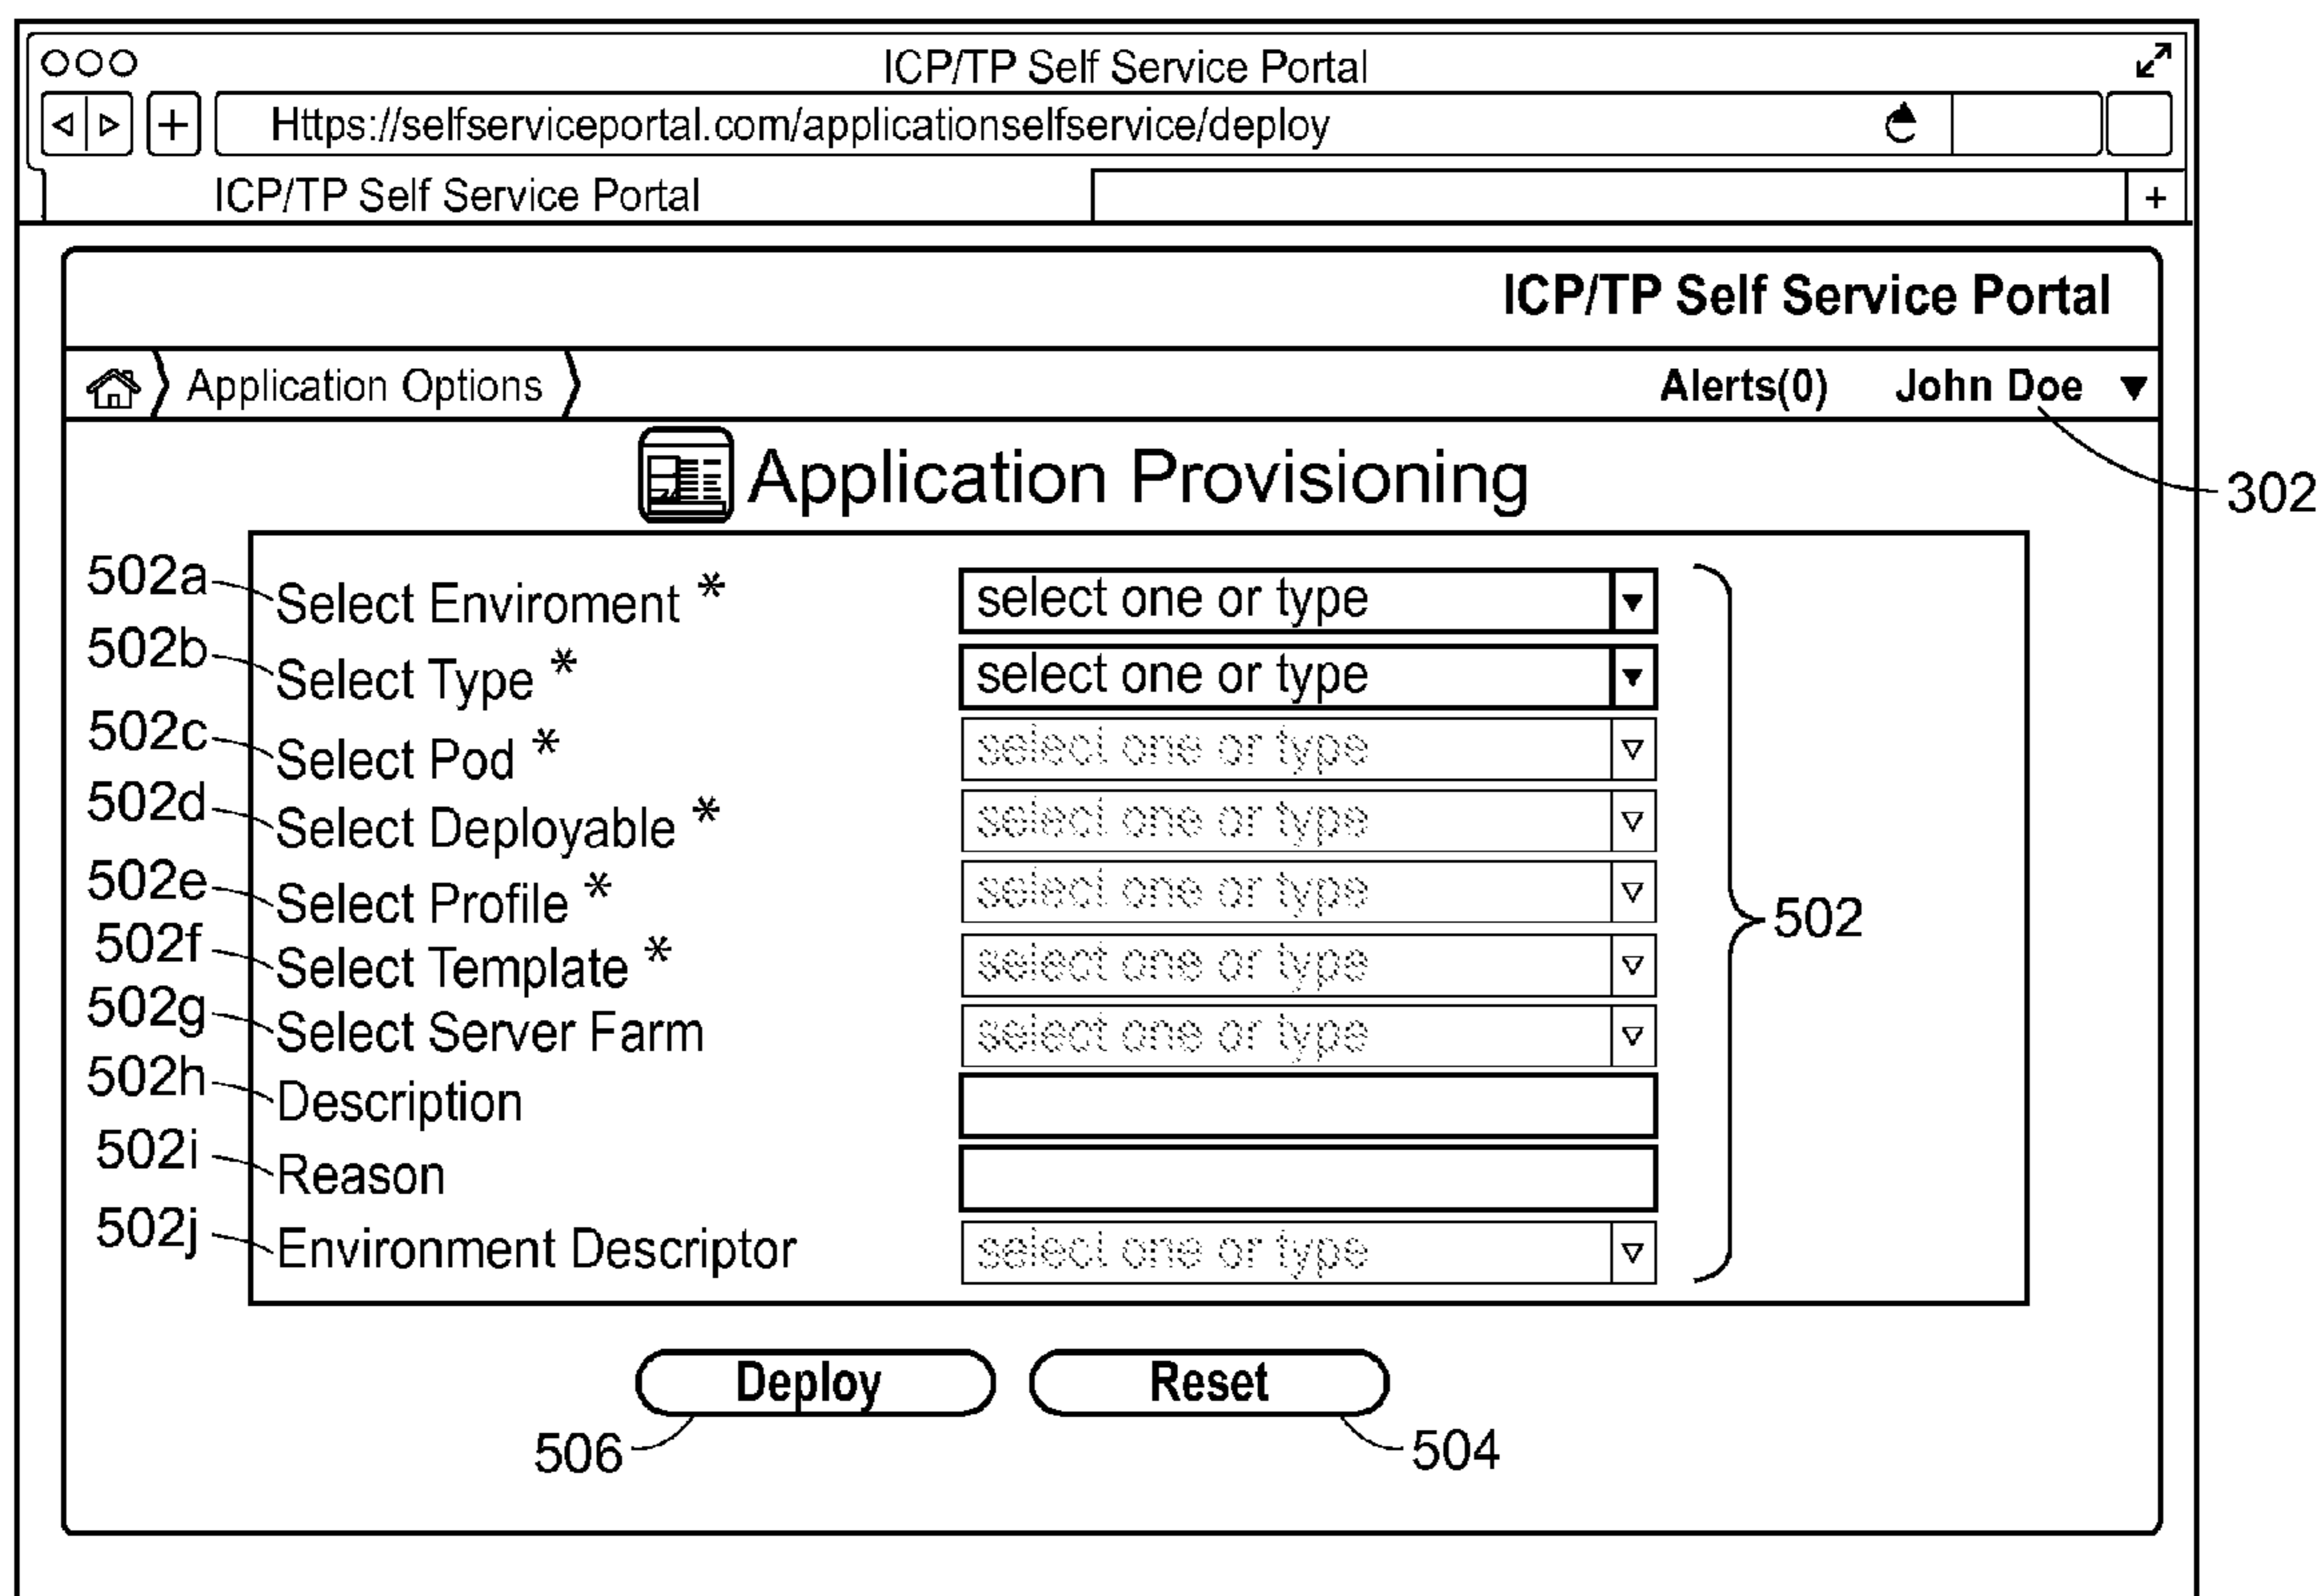 ICP/TP Self Service Portal
Https://selfserviceportal.com/applicationselfservice/deploy
ICP/TP Self Service Portal
+
ICP/TP Self Service Portal
Application Options Alerts(0) John Doe
Application Provisioning
302
502a Select Enviroment * select one or type
502b Select Type * select one or type
502c Select Pod * select one or type
502d Select Deployable * select one or type
502e Select Profile * select one or type
502
502f Select Template * select one or type
502g Select Server Farm select one or type
502h Description
502i Reason
502j Environment Descriptor select one or type
Deploy Reset
506 504